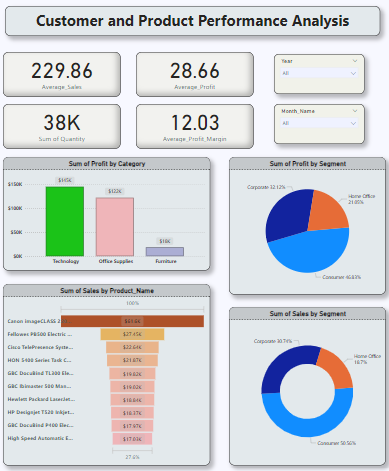 Customer and Product Performance Analysis
229.86
Average_Sales
28.66
Average_Profit
Year
All
38K
Sum of Quantity
12.03
Average_Profit_Margin
Month_Name
All
Sum of Profit by Category
$150K
$100K
$50K
$0K
$145K
$122K
$18K
Technology
Office Supplies
Furniture
Sum of Profit by Segment
Corporate 32.12%
Home Office
21.05%
Consumer 46.83%
Sum of Sales by Product_Name
100%
Canon imageCLASS 2...
$61.6K
Fellowes PB500 Electric ...
$27.45K
Cisco TelePresence Syste...
$22.64K
HON 5400 Series Task C...
$21.87K
GBC DocuBind TL300 Ele...
$19.82K
GBC Ibimaster 500 Man...
$19.02K
Hewlett Packard LaserJet...
$18.84K
HP Designjet T520 Inkjet...
$18.37K
GBC DocuBind P400 Elec...
$17.97K
High Speed Automatic E...
$17.03K
27.6%
Sum of Sales by Segment
Corporate 30.74%
Home Office
18.7%
Consumer 50.56%